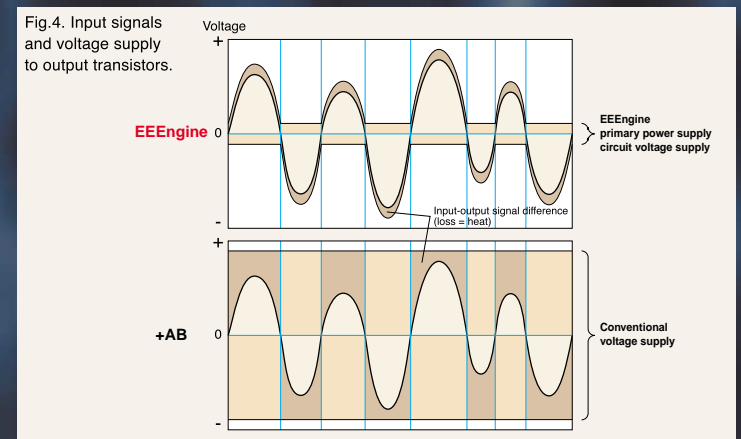 Fig.4. Input signals
and voltage supply
to output transistors.
Voltage
+
EEEngine
0
-
EEEngine
primary power supply
circuit voltage supply
Input-output signal difference
(loss = heat)
+
+AB
0
-
Conventional
voltage supply